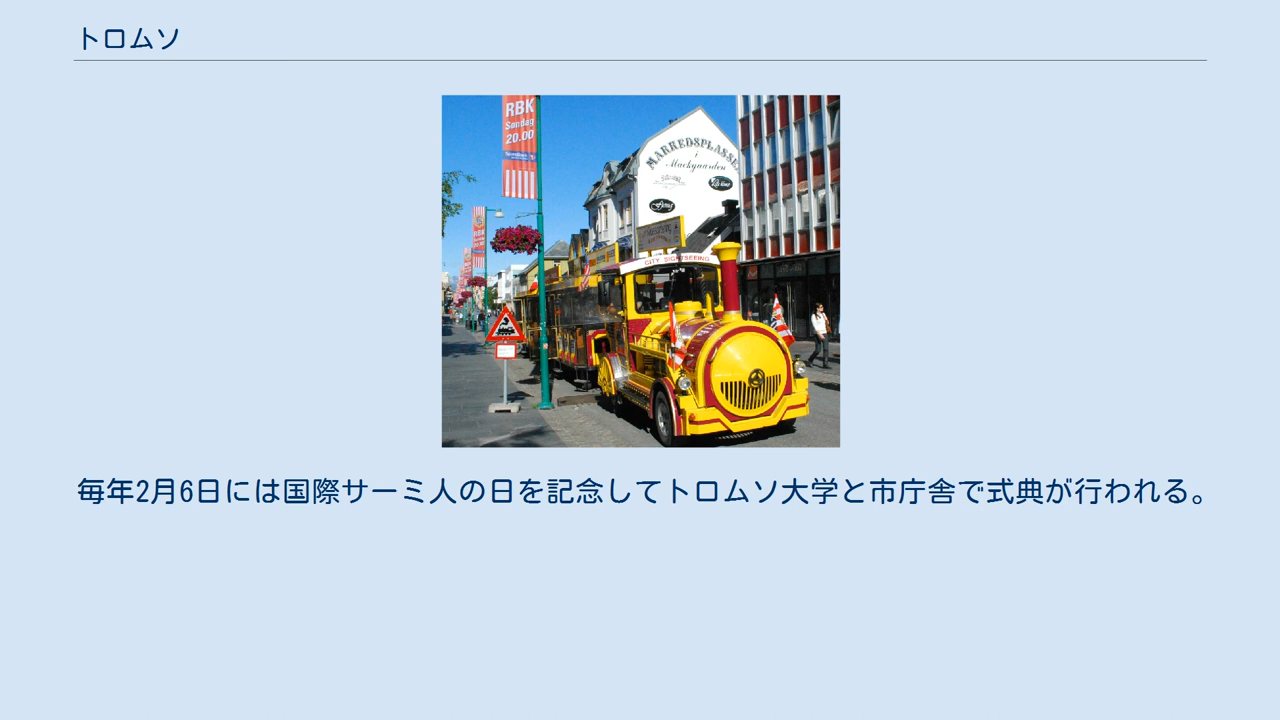 トロムソ
RBK
Søndag
20.00
MARKEDSPLASSEN
i
Mackgaarden
CITY SIGHTSEEING
毎年2月6日には国際サーミ人の日を記念してトロムソ大学と市庁舎で式典が行われる。